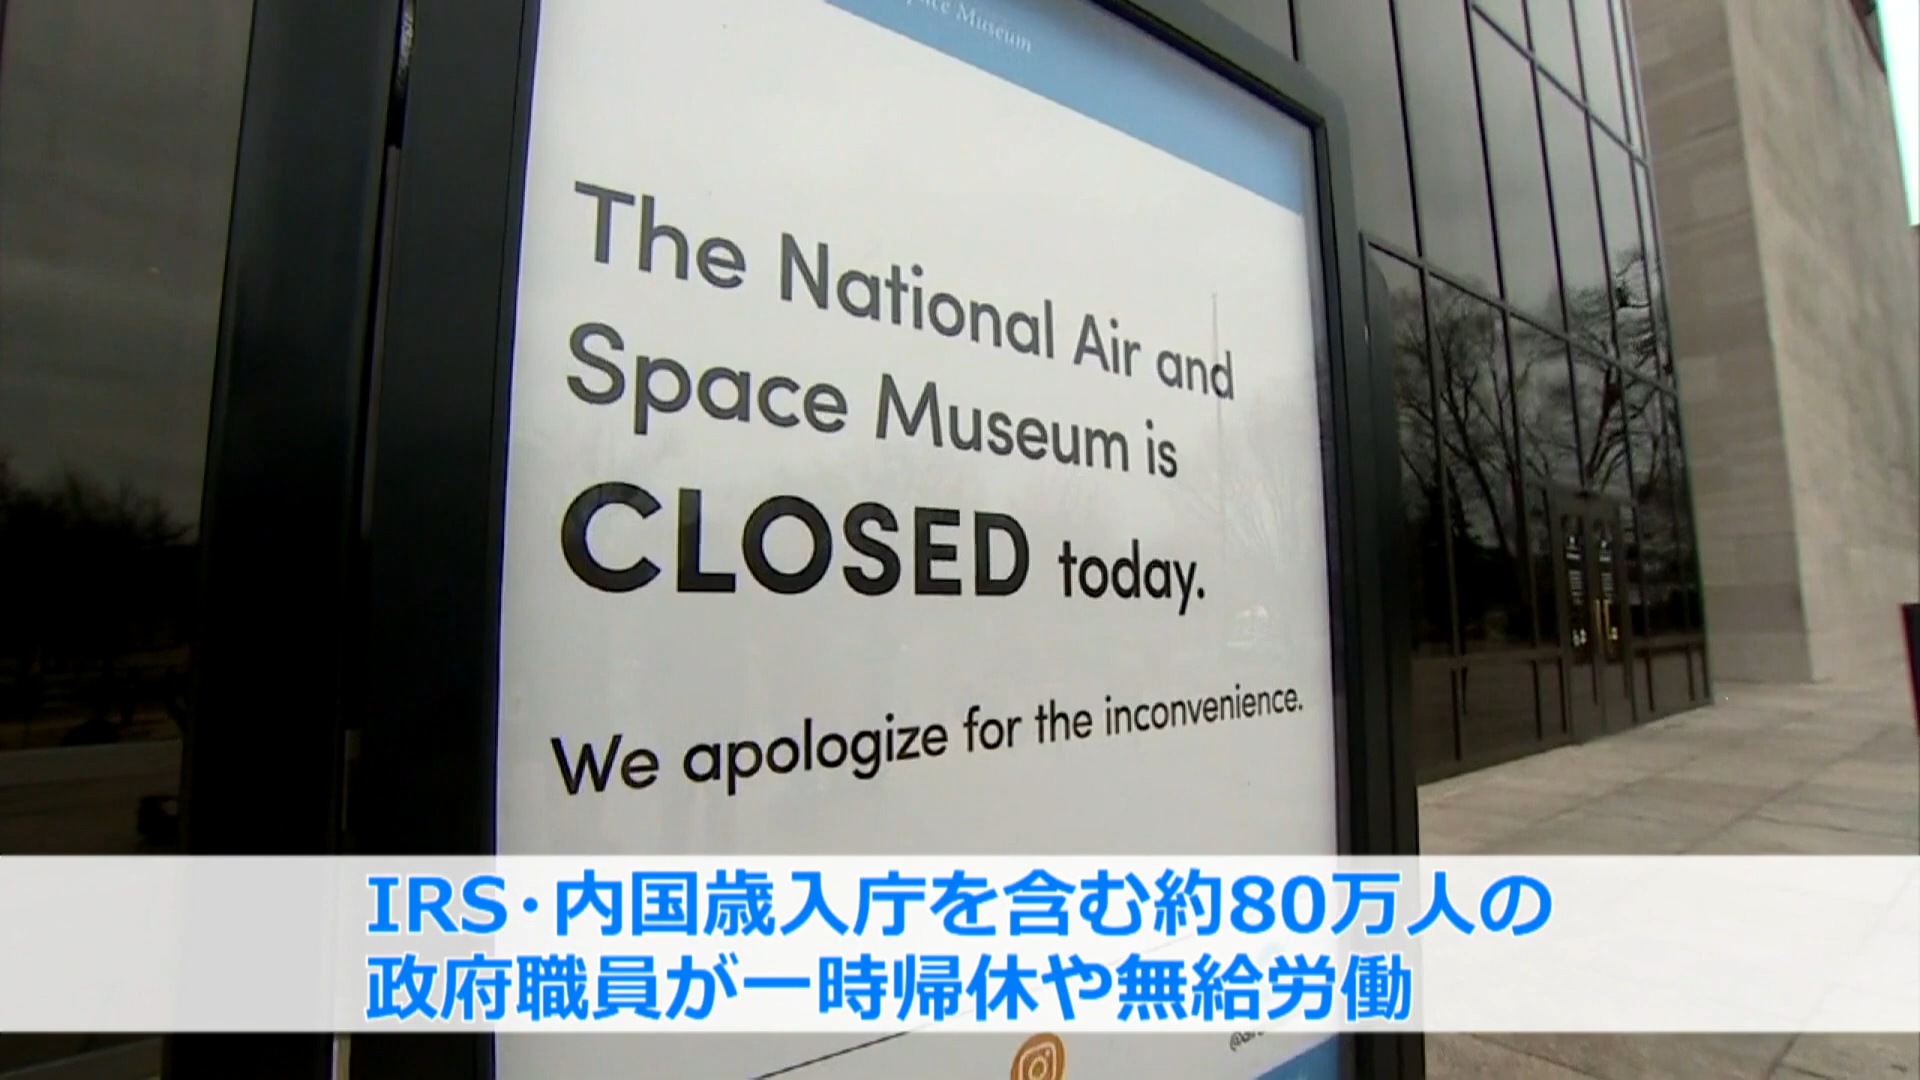 Space Museum
The National Air and
Space Museum is
CLOSED today.
We apologize for the inconvenience.
IRS・内国歳入庁を含む約80万人の
政府職員が一時帰休や無給労働